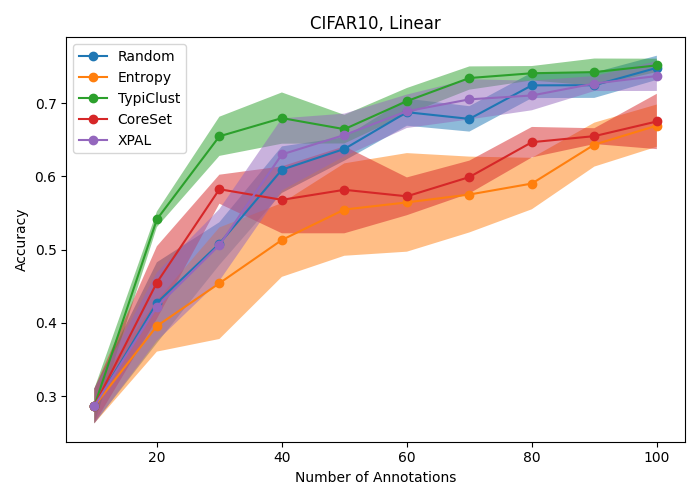 CIFAR10, Linear
Random
Entropy
TypiClust
CoreSet
XPAL
Accuracy
0.7
0.6
0.5
0.4
0.3
20 40 60 80 100
Number of Annotations